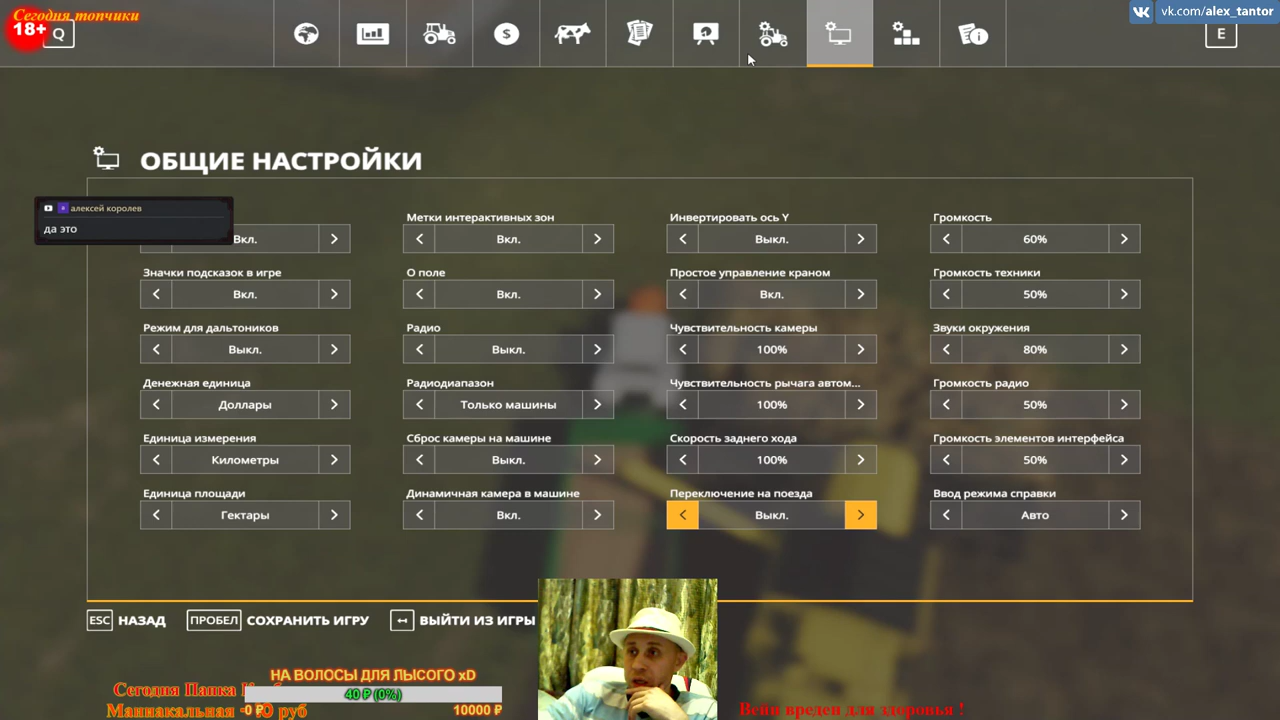 Сегодня топчики
18+
Q
vk.com/alex_tantor
E
ОБЩИЕ НАСТРОЙКИ
алексей королев
да это
Вкл.
Метки интерактивных зон
Вкл.
Инвертировать ось Y
Выкл.
Громкость
60%
Значки подсказок в игре
Вкл.
О поле
Вкл.
Простое управление краном
Вкл.
Громкость техники
50%
Режим для дальтоников
Выкл.
Радио
Выкл.
Чувствительность камеры
100%
Звуки окружения
80%
Денежная единица
Доллары
Радиодиапазон
Только машины
Чувствительность рычага автом...
100%
Громкость радио
50%
Единица измерения
Километры
Сброс камеры на машине
Выкл.
Скорость заднего хода
100%
Громкость элементов интерфейса
50%
Единица площади
Гектары
Динамичная камера в машине
Вкл.
Переключение на поезда
Выкл.
Ввод режима справки
Авто
ESC НАЗАД ПРОБЕЛ СОХРАНИТЬ ИГРУ ВЫЙТИ ИЗ ИГРЫ
НА ВОЛОСЫ ДЛЯ ЛЫСОГО xD
40 ₽ (0%)
0 ₽ 10000 ₽
Сегодня Папка
Маниакальная руб
Вейп вреден для здоровья !